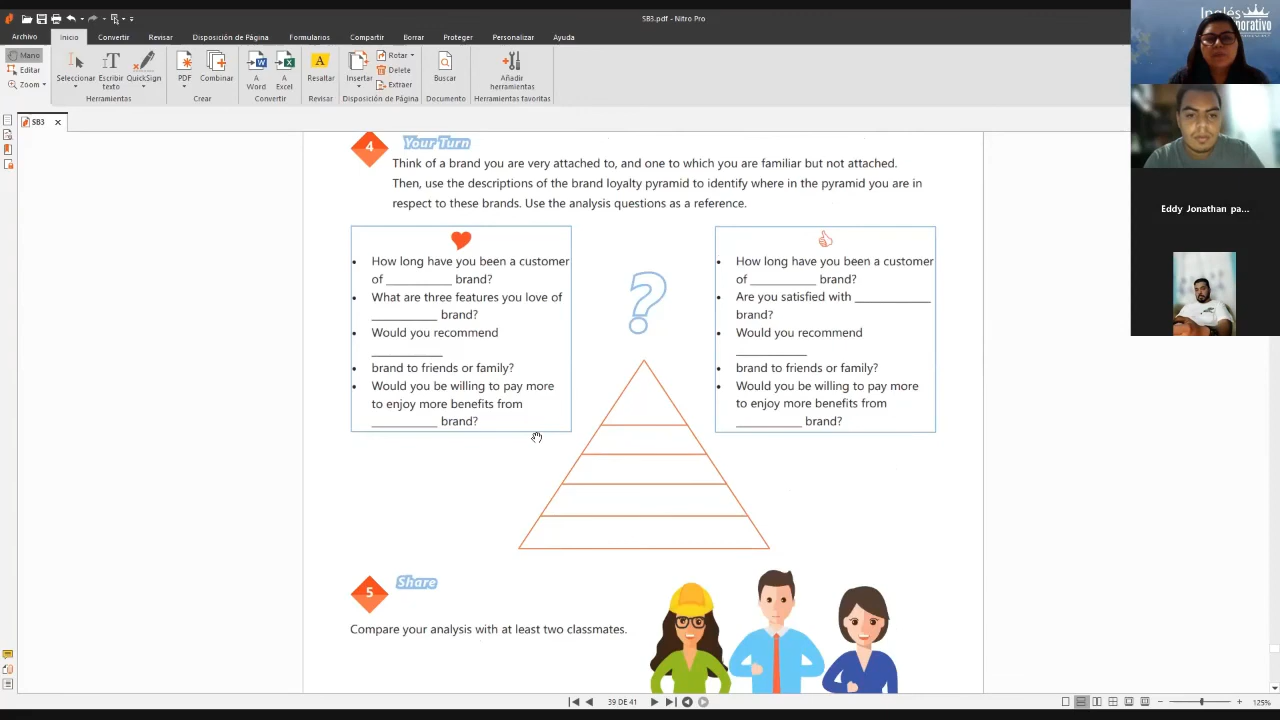 SB3.pdf - Nitro Pro
Archivo
Inicio
Convertir
Revisar
Disposición de Página
Formularios
Compartir
Borrar
Proteger
Personalizar
Ayuda
Mano
Editar
Zoom
Seleccionar
Escribir texto
QuickSign
Herramientas
PDF
Combinar
Crear
A Word
A Excel
Convertir
Resaltar
Revisar
Insertar
Rotar
Delete
Extraer
Disposición de Página
Buscar
Documento
Añadir herramientas
Herramientas favoritas
SB3
Inglés
Eddy Jonathan pa...
4
Your Turn
Think of a brand you are very attached to, and one to which you are familiar but not attached.
Then, use the descriptions of the brand loyalty pyramid to identify where in the pyramid you are in
respect to these brands. Use the analysis questions as a reference.
• How long have you been a customer
of ___________ brand?
• What are three features you love of
___________ brand?
• Would you recommend
____________
• brand to friends or family?
• Would you be willing to pay more
to enjoy more benefits from
___________ brand?
?
• How long have you been a customer
of ___________ brand?
• Are you satisfied with _____________
brand?
• Would you recommend
____________
• brand to friends or family?
• Would you be willing to pay more
to enjoy more benefits from
___________ brand?
5
Share
Compare your analysis with at least two classmates.
39 DE 41
125%